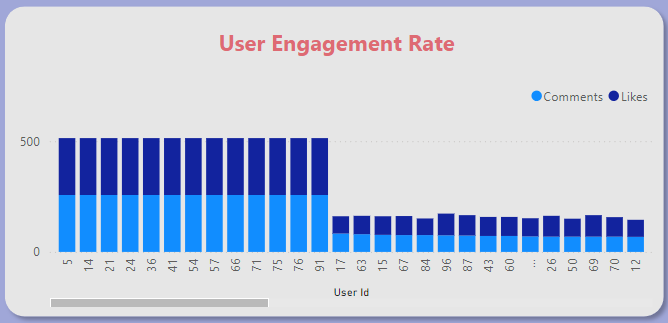 User Engagement Rate
Comments Likes
500
0
5 14 21 24 36 41 54 57 66 71 75 76 91 17 63 15 67 84 96 87 43 60 ... 26 50 69 70 12
User Id